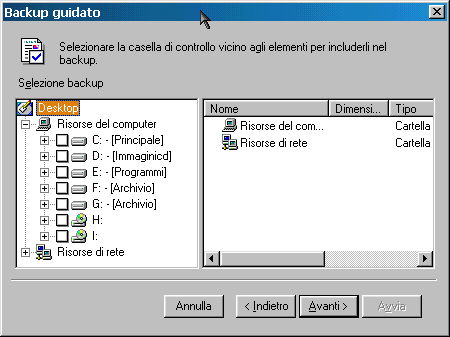 Backup guidato
Selezionare la casella di controllo vicino agli elementi per includerli nel
backup.
Selezione backup
Desktop
Risorse del computer
C: - [Principale]
D: - [Immaginicd]
E: - [Programmi]
F: - [Archivio]
G: - [Archivio]
H:
I:
Risorse di rete
Nome Dimensi... Tipo
Risorse del com... Cartella
Risorse di rete Cartella
Annulla < Indietro Avanti > Avvia